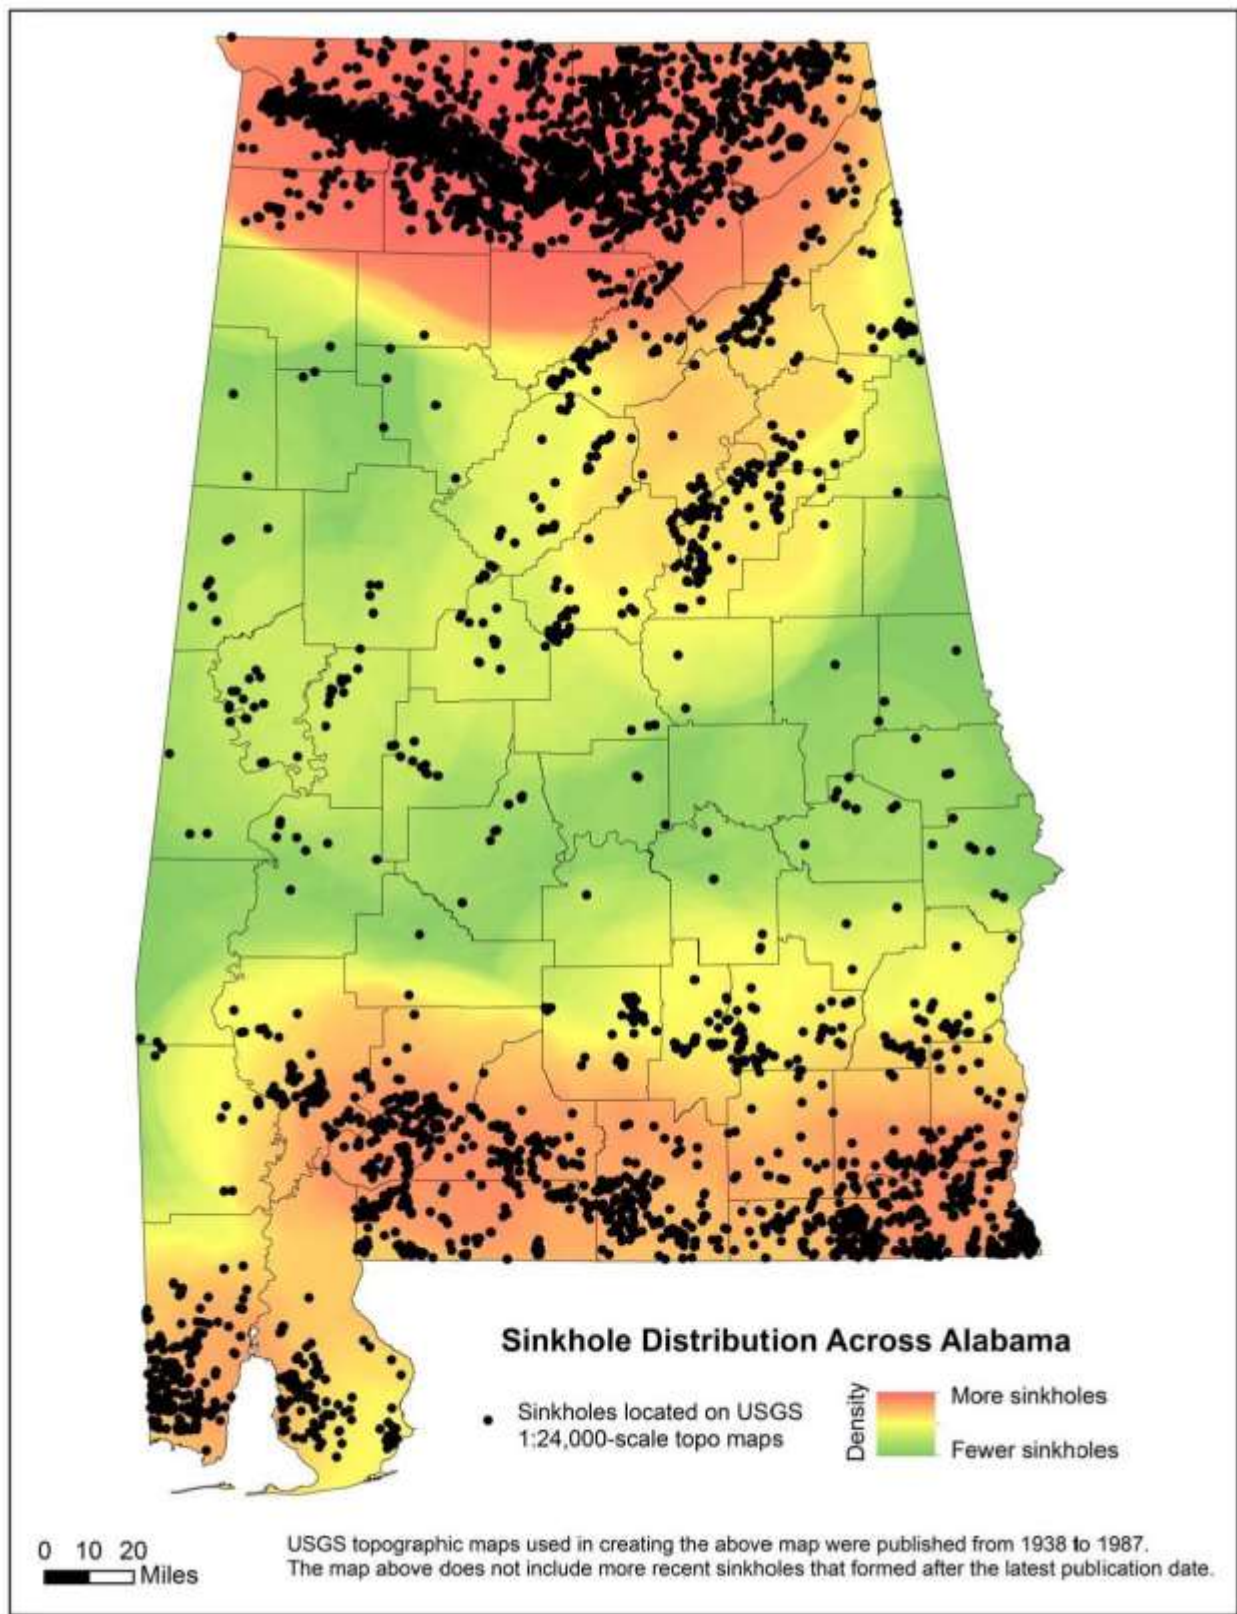 Sinkhole Distribution Across Alabama
Sinkholes located on USGS
1:24,000-scale topo maps
Density
More sinkholes
Fewer sinkholes
0 10 20
Miles
USGS topographic maps used in creating the above map were published from 1938 to 1987.
The map above does not include more recent sinkholes that formed after the latest publication date.